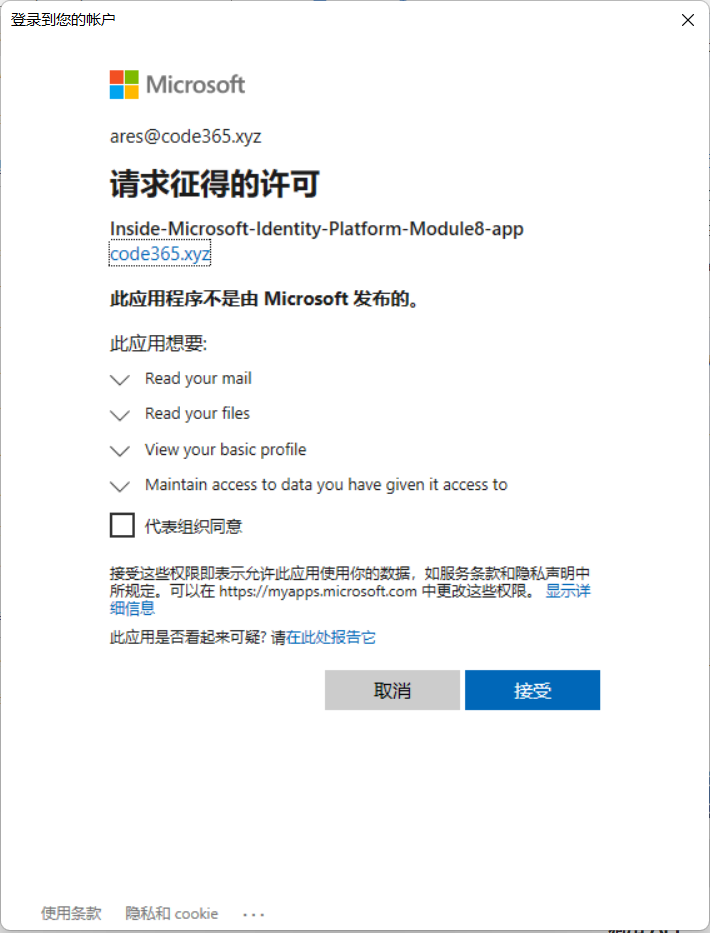 登录到您的帐户
Microsoft
ares@code365.xyz
请求征得的许可
Inside-Microsoft-Identity-Platform-Module8-app
code365.xyz
此应用程序不是由 Microsoft 发布的。
此应用想要:
Read your mail
Read your files
View your basic profile
Maintain access to data you have given it access to
代表组织同意
接受这些权限即表示允许此应用使用你的数据，如服务条款和隐私声明中
所规定。可以在 https://myapps.microsoft.com 中更改这些权限。 显示详
细信息
此应用是否看起来可疑? 请在此处报告它
取消 接受
使用条款 隐私和 cookie ...